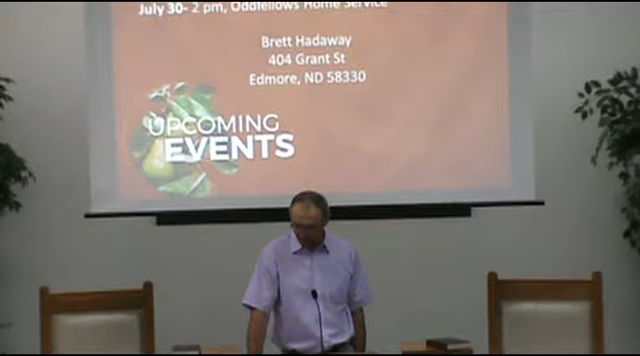 July 30- 2 pm, Oddfellows Home Service
Brett Hadaway
404 Grant St
Edmore, ND 58330
UPCOMING
EVENTS